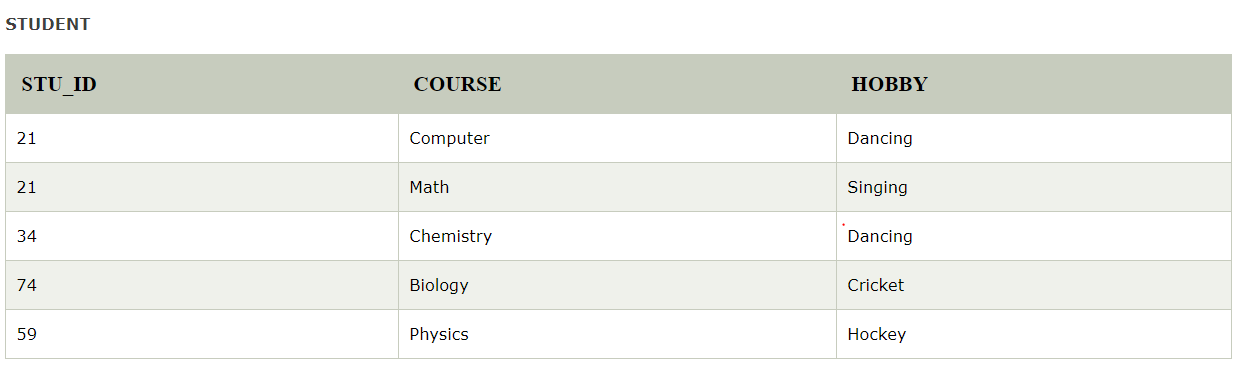 STUDENT
STU_ID COURSE HOBBY
21 Computer Dancing
21 Math Singing
34 Chemistry Dancing
74 Biology Cricket
59 Physics Hockey